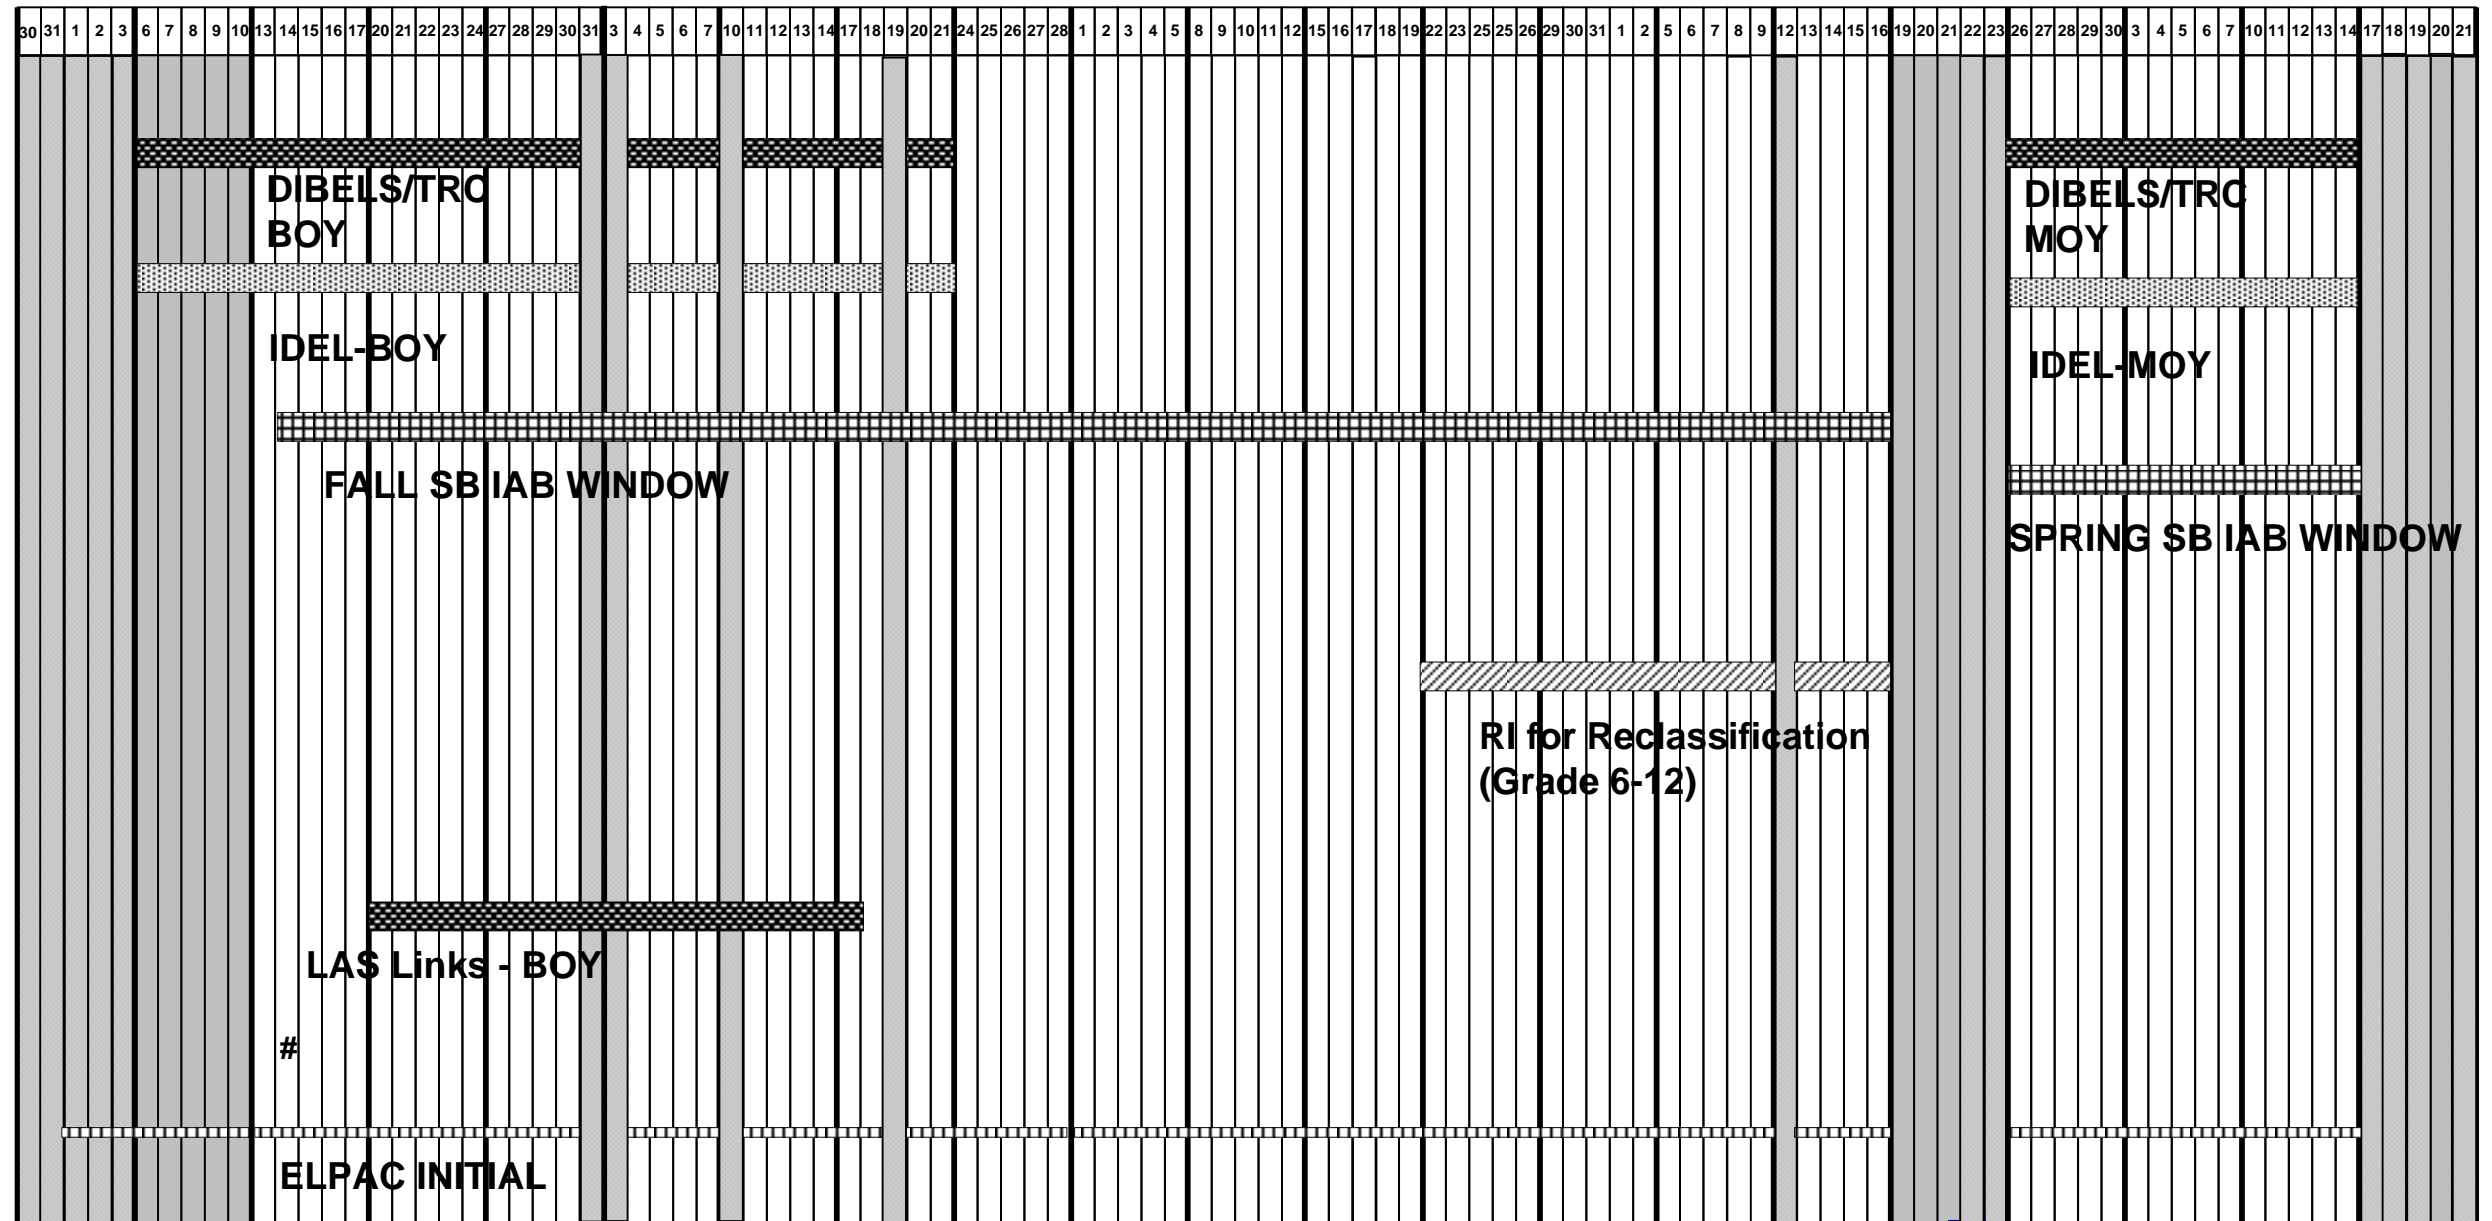 30 31 1 2 3 6 7 8 9 10 13 14 15 16 17 20 21 22 23 24 27 28 29 30 31 3 4 5 6 7 10 11 12 13 14 17 18 19 20 21 24 25 26 27 28 1 2 3 4 5 8 9 10 11 12 15 16 17 18 19 22 23 25 25 26 29 30 31 1 2 5 6 7 8 9 12 13 14 15 16 19 20 21 22 23 26 27 28 29 30 3 4 5 6 7 10 11 12 13 14 17 18 19 20 21
DIBELS/TRC
BOY
DIBELS/TRC
MOY
IDEL-BOY
IDEL-MOY
FALL SB IAB WINDOW
SPRING SB IAB WINDOW
RI for Reclassification
(Grade 6-12)
LAS Links - BOY
#
ELPAC INITIAL